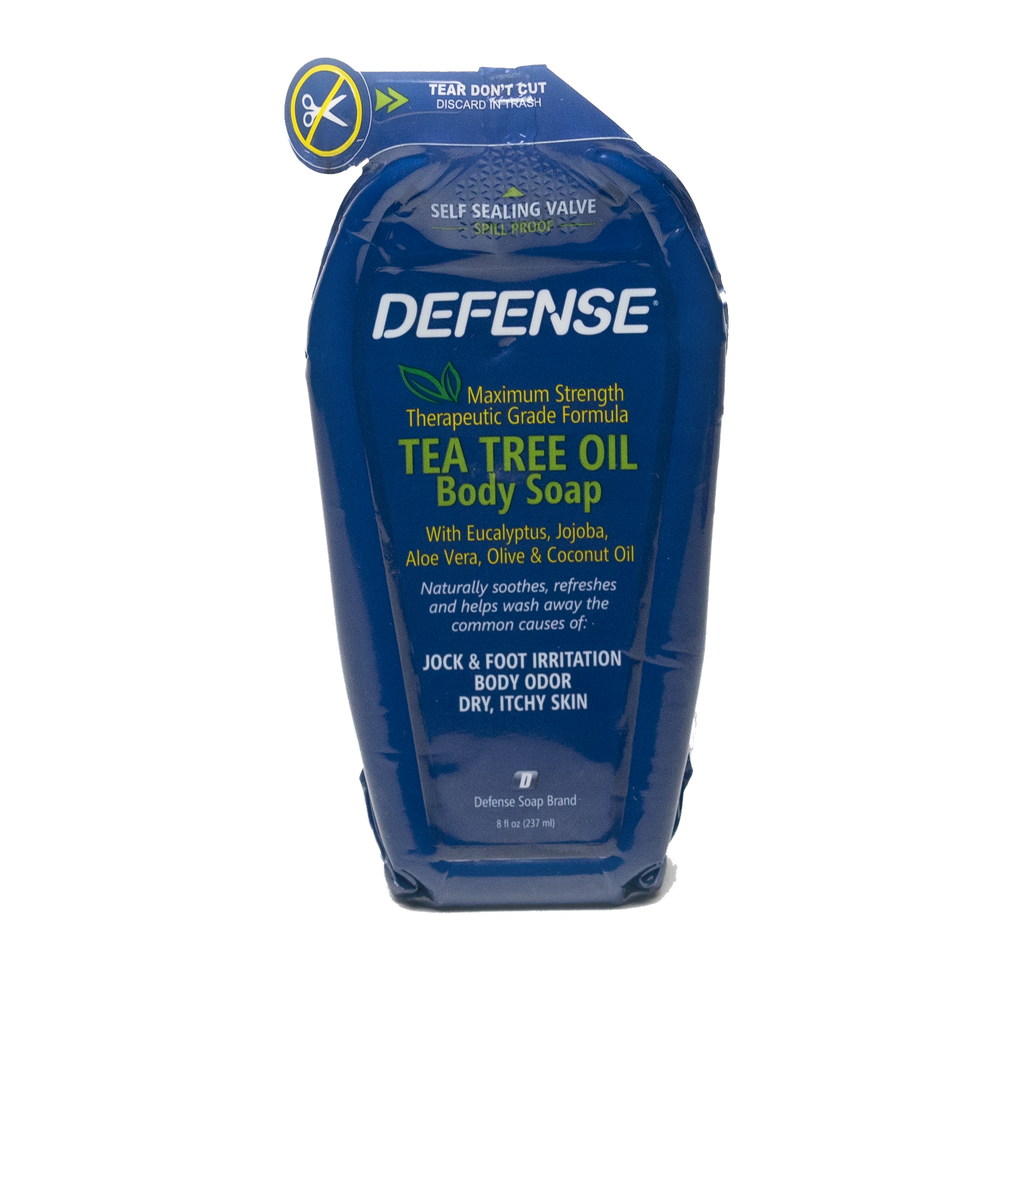 TEAR DON'T CUT
DISCARD IN TRASH
SELF SEALING VALVE
SPILL PROOF
DEFENSE®
Maximum Strength
Therapeutic Grade Formula
TEA TREE OIL
Body Soap
With Eucalyptus, Jojoba,
Aloe Vera, Olive & Coconut Oil
Naturally soothes, refreshes
and helps wash away the
common causes of:
JOCK & FOOT IRRITATION
BODY ODOR
DRY, ITCHY SKIN
D
Defense Soap Brand
8 fl oz (237 ml)